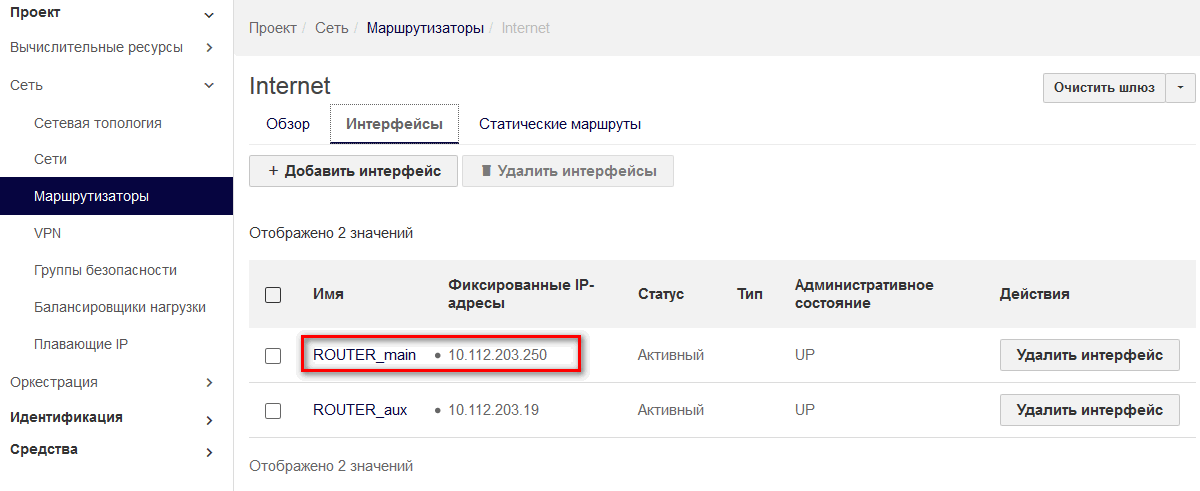 Проект
Вычислительные ресурсы
Сеть
Сетевая топология
Сети
Маршрутизаторы
VPN
Группы безопасности
Балансировщики нагрузки
Плавающие IP
Оркестрация
Идентификация
Средства
Проект / Сеть / Маршрутизаторы / Internet
Internet
Очистить шлюз
Обзор Интерфейсы Статические маршруты
+ Добавить интерфейс Удалить интерфейсы
Отображено 2 значений
Имя Фиксированные IP-адресы Статус Тип Административное состояние Действия
ROUTER_main • 10.112.203.250 Активный UP Удалить интерфейс
ROUTER_aux • 10.112.203.19 Активный UP Удалить интерфейс
Отображено 2 значений